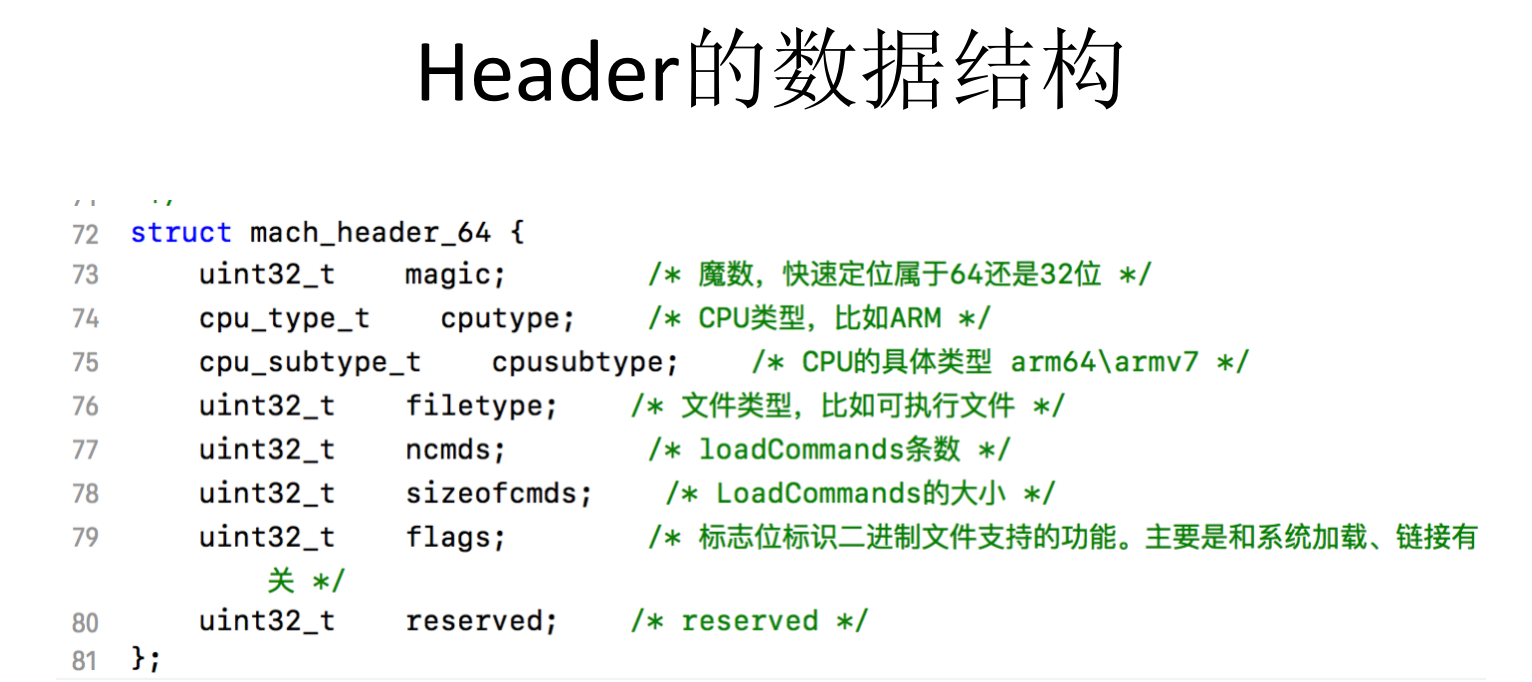 Header的数据结构
72 struct mach_header_64 {
73 uint32_t magic; /* 魔数，快速定位属于64还是32位 */
74 cpu_type_t cputype; /* CPU类型，比如ARM */
75 cpu_subtype_t cpusubtype; /* CPU的具体类型 arm64\armv7 */
76 uint32_t filetype; /* 文件类型，比如可执行文件 */
77 uint32_t ncmds; /* loadCommands条数 */
78 uint32_t sizeofcmds; /* LoadCommands的大小 */
79 uint32_t flags; /* 标志位标识二进制文件支持的功能。主要是和系统加载、链接有
关 */
80 uint32_t reserved; /* reserved */
81 };